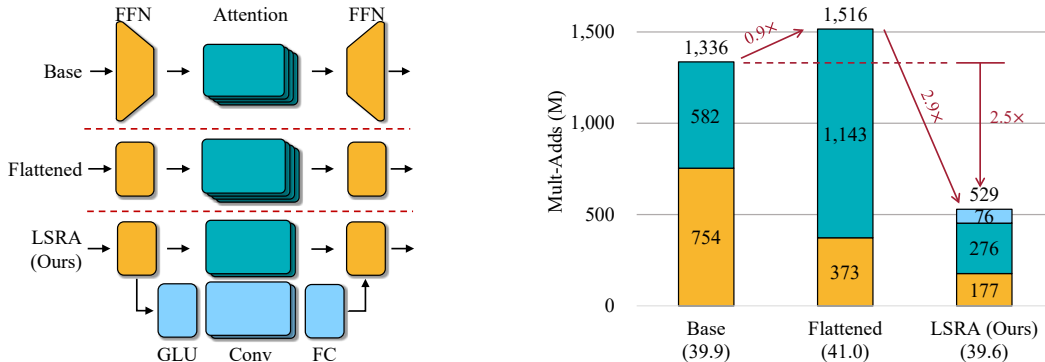 FFN
Attention
FFN
Base
Flattened
LSRA
(Ours)
GLU
Conv
FC
Mult-Adds (M)
1,500
1,000
500
0
1,336
582
754
0.9×
1,516
1,143
373
2.9×
2.5×
529
76
276
177
Base
(39.9)
Flattened
(41.0)
LSRA (Ours)
(39.6)